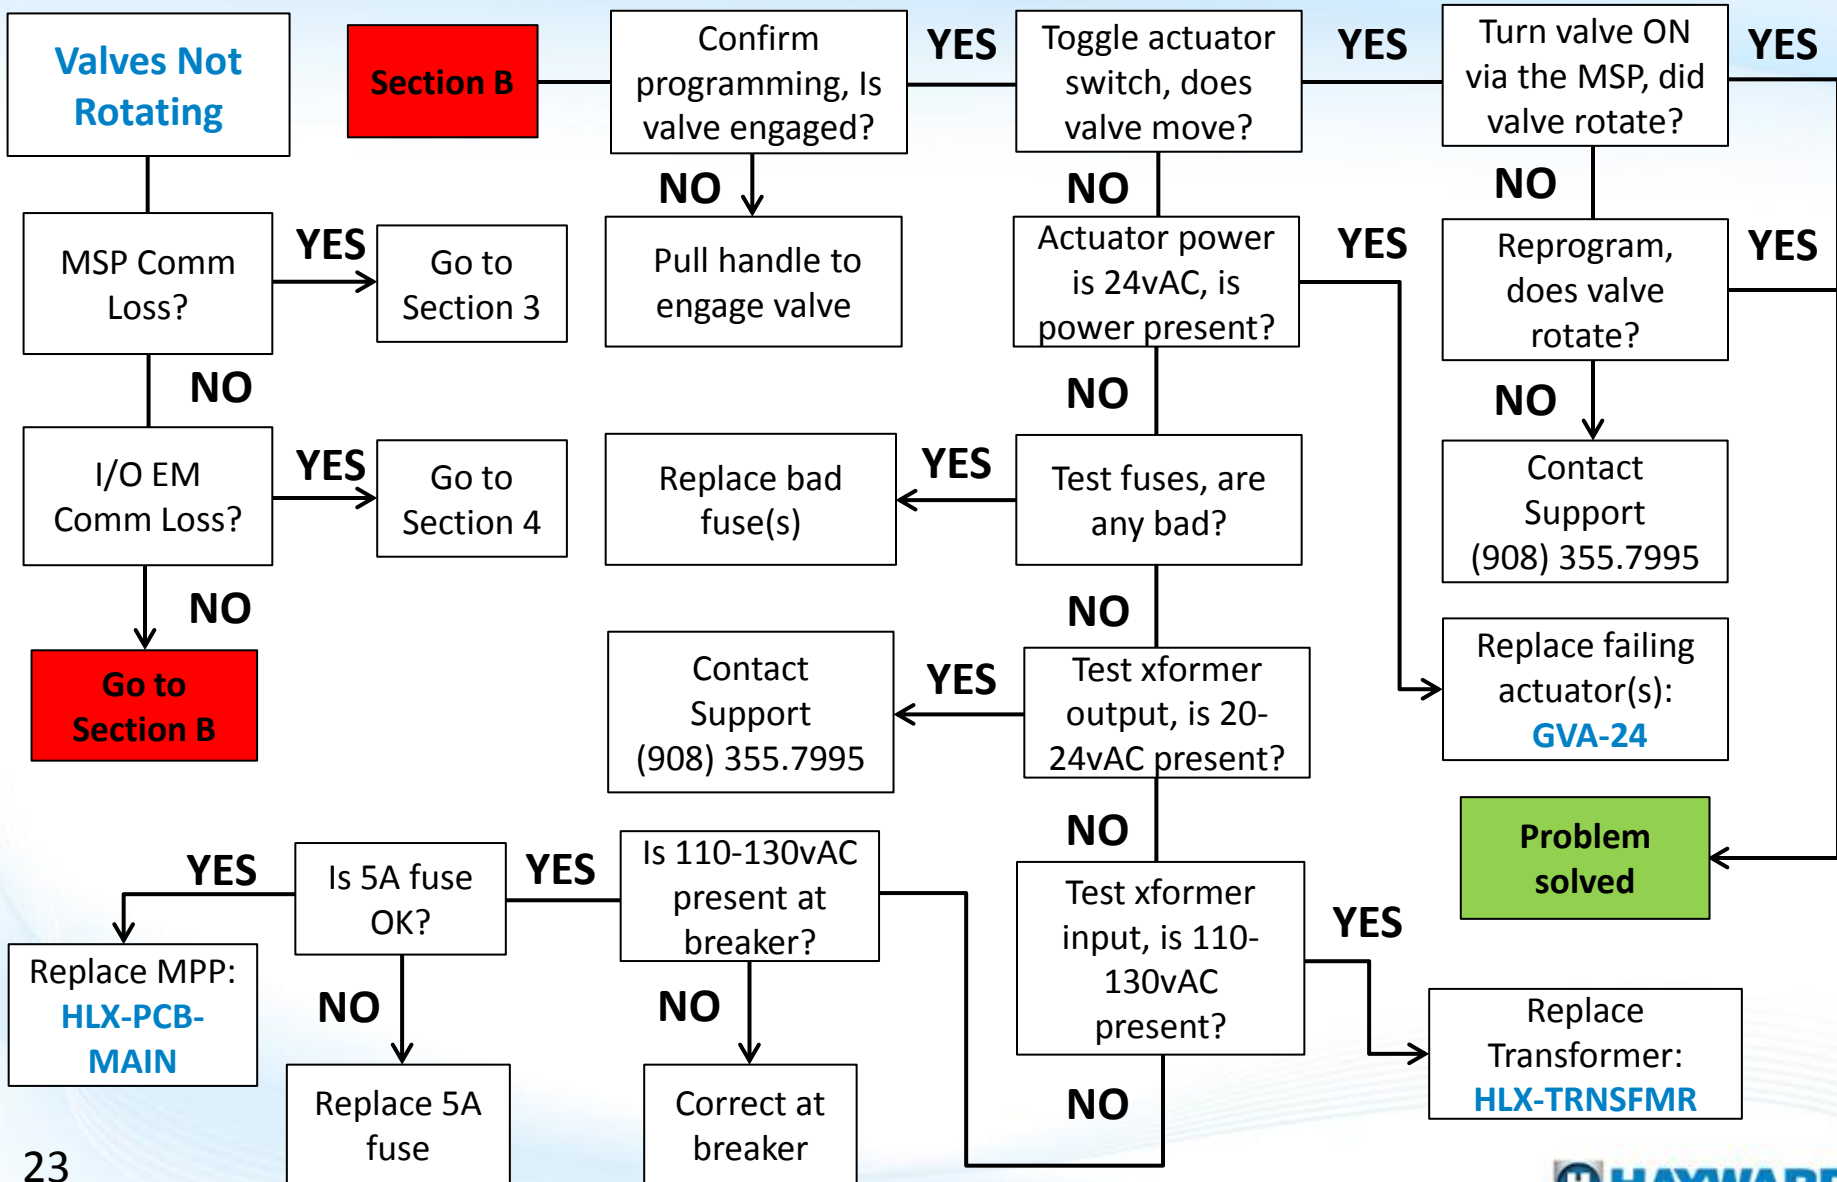 Valves Not
Rotating
MSP Comm
Loss?
YES
Go to
Section 3
NO
I/O EM
Comm Loss?
YES
Go to
Section 4
NO
Go to
Section B
Section B
Confirm
programming, Is
valve engaged?
YES
NO
Pull handle to
engage valve
Toggle actuator
switch, does
valve move?
YES
NO
Turn valve ON
via the MSP, did
valve rotate?
YES
NO
Reprogram,
does valve
rotate?
YES
NO
Contact
Support
(908) 355.7995
Actuator power
is 24vAC, is
power present?
YES
NO
Replace failing
actuator(s):
GVA-24
Problem
solved
Test fuses, are
any bad?
YES
Replace bad
fuse(s)
NO
Test xformer
output, is 20-
24vAC present?
YES
Contact
Support
(908) 355.7995
NO
Test xformer
input, is 110-
130vAC
present?
YES
Replace
Transformer:
HLX-TRNSFMR
NO
Is 110-130vAC
present at
breaker?
YES
NO
Correct at
breaker
Is 5A fuse
OK?
YES
NO
Replace 5A
fuse
Replace MPP:
HLX-PCB-
MAIN
23
HAYWARD